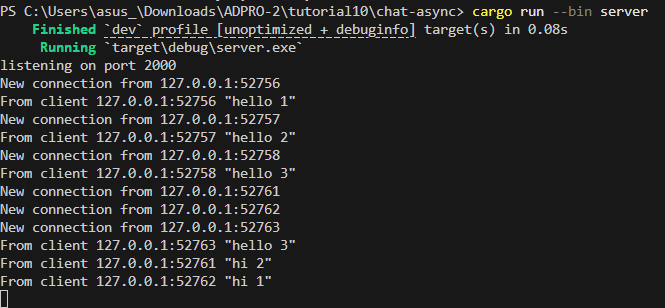 PS C:\Users\asus_\Downloads\ADPRO-2\tutorial10\chat-async> cargo run --bin server
Finished `dev` profile [unoptimized + debuginfo] target(s) in 0.08s
Running `target\debug\server.exe`
listening on port 2000
New connection from 127.0.0.1:52756
From client 127.0.0.1:52756 "hello 1"
New connection from 127.0.0.1:52757
From client 127.0.0.1:52757 "hello 2"
New connection from 127.0.0.1:52758
From client 127.0.0.1:52758 "hello 3"
New connection from 127.0.0.1:52761
New connection from 127.0.0.1:52762
New connection from 127.0.0.1:52763
From client 127.0.0.1:52763 "hello 3"
From client 127.0.0.1:52761 "hi 2"
From client 127.0.0.1:52762 "hi 1"